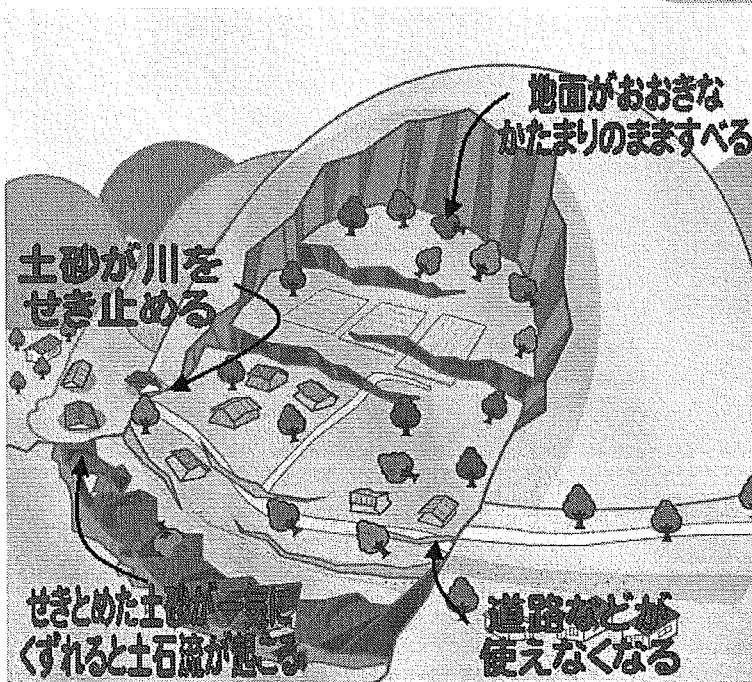 地面がおおきな
かたまりのまますべる
土砂が川を
せき止める
せきとめた土砂が一気に
くずれると土石流が起こる
道路などが
使えなくなる